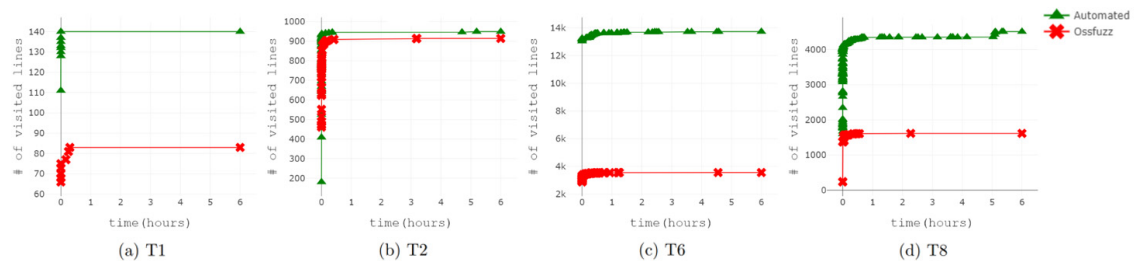 Automated
Ossfuzz
# of visited lines
140
130
120
110
100
90
80
70
60
0 1 2 3 4 5 6
time(hours)
(a) T1
# of visited lines
1000
900
800
700
600
500
400
300
200
0 1 2 3 4 5 6
time(hours)
(b) T2
# of visited lines
14k
12k
10k
8k
6k
4k
2k
0 1 2 3 4 5 6
time(hours)
(c) T6
# of visited lines
4000
3000
2000
1000
0
0 1 2 3 4 5 6
time(hours)
(d) T8